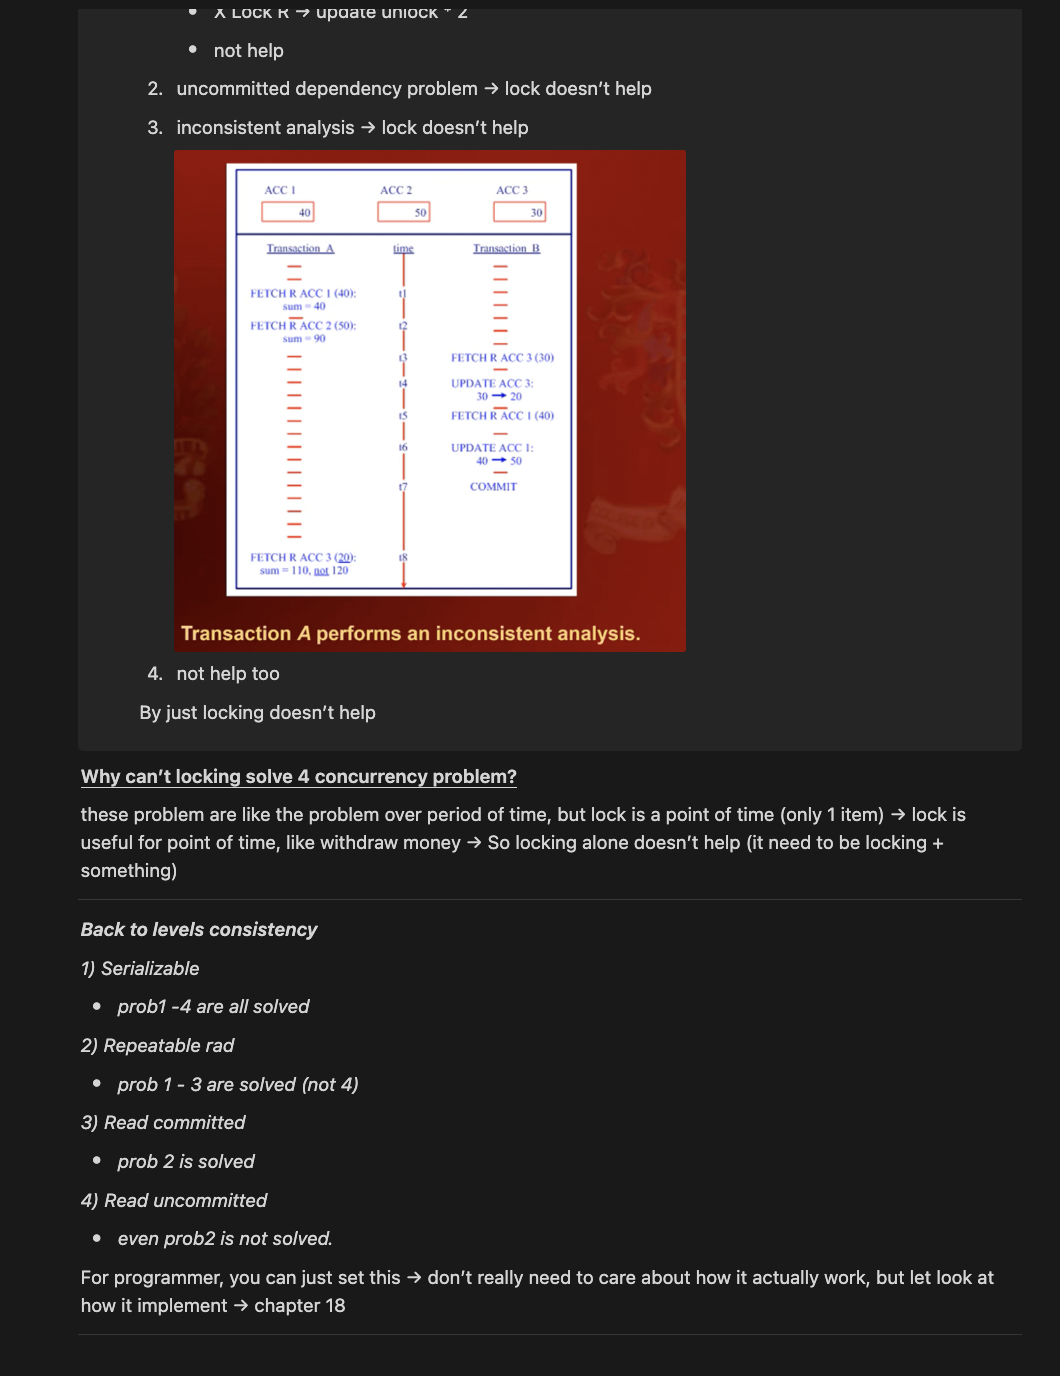 • X Lock R → update unlock * 2
• not help
2. uncommitted dependency problem → lock doesn't help
3. inconsistent analysis → lock doesn't help
ACC 1 ACC 2 ACC 3
40 50 30
Transaction A time Transaction B
FETCH R ACC 1 (40): t1
sum = 40
FETCH R ACC 2 (50): t2
sum = 90
t3 FETCH R ACC 3 (30)
t4 UPDATE ACC 3:
30 → 20
t5 FETCH R ACC 1 (40)
t6 UPDATE ACC 1:
40 → 50
t7 COMMIT
FETCH R ACC 3 (20): t8
sum = 110, not 120
Transaction A performs an inconsistent analysis.
4. not help too
By just locking doesn't help
Why can't locking solve 4 concurrency problem?
these problem are like the problem over period of time, but lock is a point of time (only 1 item) → lock is
useful for point of time, like withdraw money → So locking alone doesn't help (it need to be locking +
something)
Back to levels consistency
1) Serializable
• prob1 -4 are all solved
2) Repeatable rad
• prob 1 - 3 are solved (not 4)
3) Read committed
• prob 2 is solved
4) Read uncommitted
• even prob2 is not solved.
For programmer, you can just set this → don't really need to care about how it actually work, but let look at
how it implement → chapter 18